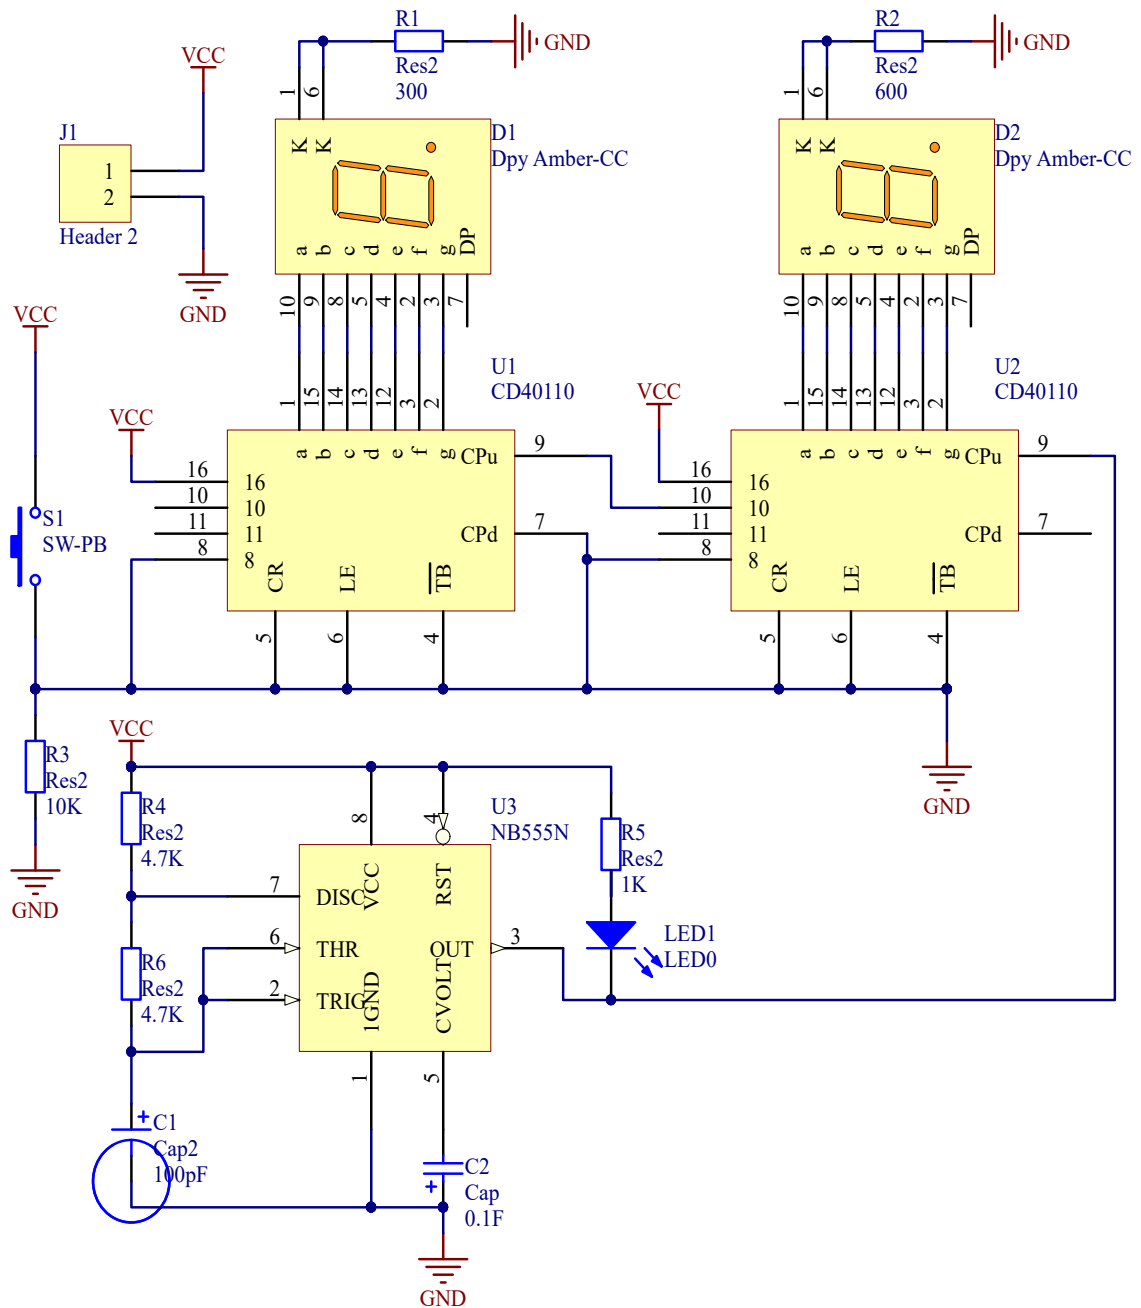 R1
Res2
300
GND
R2
Res2
600
GND
VCC
1
6
1
6
J1
1
2
Header 2
K
K
D1
Dpy Amber-CC
K
K
D2
Dpy Amber-CC
a
b
c
d
e
f
g
DP
a
b
c
d
e
f
g
DP
10
9
8
5
4
2
3
7
10
9
8
5
4
2
3
7
GND
VCC
U1
CD40110
U2
CD40110
VCC
VCC
1
15
14
13
12
3
2
1
15
14
13
12
3
2
a
b
c
d
e
f
g
CPu
9
a
b
c
d
e
f
g
CPu
9
16
16
10
10
11
11
8
8
CPd
7
16
16
10
10
11
11
8
8
CPd
7
S1
SW-PB
CR
LE
TB
CR
LE
TB
5
6
4
5
6
4
VCC
R3
Res2
10K
GND
R4
Res2
4.7K
8
4
U3
NB555N
R5
Res2
1K
GND
7
DISC
VCC
RST
6
THR
OUT
3
2
TRIG
1GND
CVOLT
LED1
LED0
R6
Res2
4.7K
1
5
C1
Cap2
100pF
C2
Cap
0.1F
GND